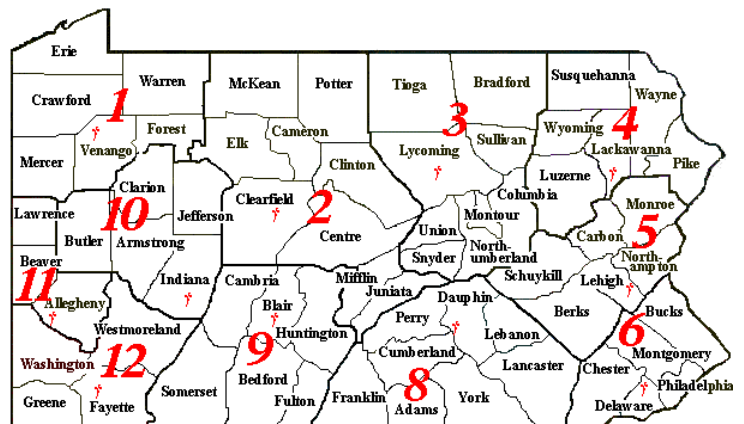 Erie
Warren
McKean
Potter
Tioga
Bradford
Susquehanna
Wayne
Crawford
1
Forest
Venango
Mercer
Elk
Cameron
Clinton
3
Sullivan
Lycoming
Wyoming
4
Lackawanna
Luzerne
Pike
Clarion
10
Jefferson
Clearfield
2
Centre
Columbia
Montour
Union
North-
umberland
Snyder
Monroe
5
Carbon
North-
ampton
Lawrence
Butler
Armstrong
Beaver
11
Allegheny
Indiana
Cambria
Mifflin
Juniata
Schuykill
Lehigh
Berks
Blair
Huntington
9
Bedford
Fulton
Dauphin
Perry
Lebanon
Cumberland
Lancaster
8
Franklin
Adams
York
6
Bucks
Montgomery
Chester
Philadelphia
Delaware
Westmoreland
Washington
12
Greene
Fayette
Somerset